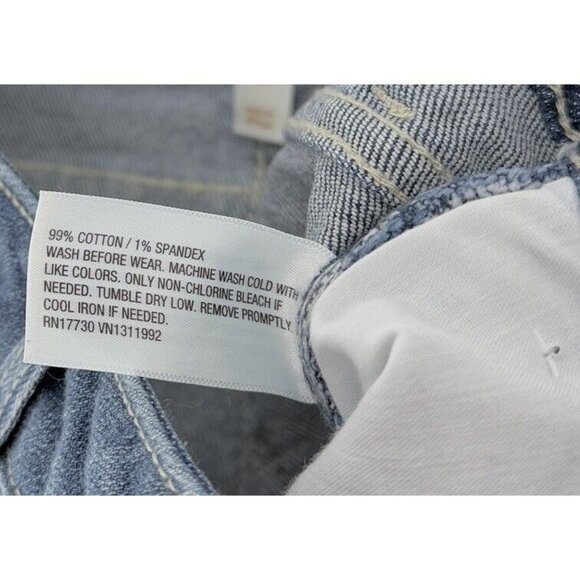 99% COTTON / 1% SPANDEX
WASH BEFORE WEAR. MACHINE WASH COLD WITH
LIKE COLORS. ONLY NON-CHLORINE BLEACH IF
NEEDED. TUMBLE DRY LOW. REMOVE PROMPTLY.
COOL IRON IF NEEDED.
RN17730 VN1311992